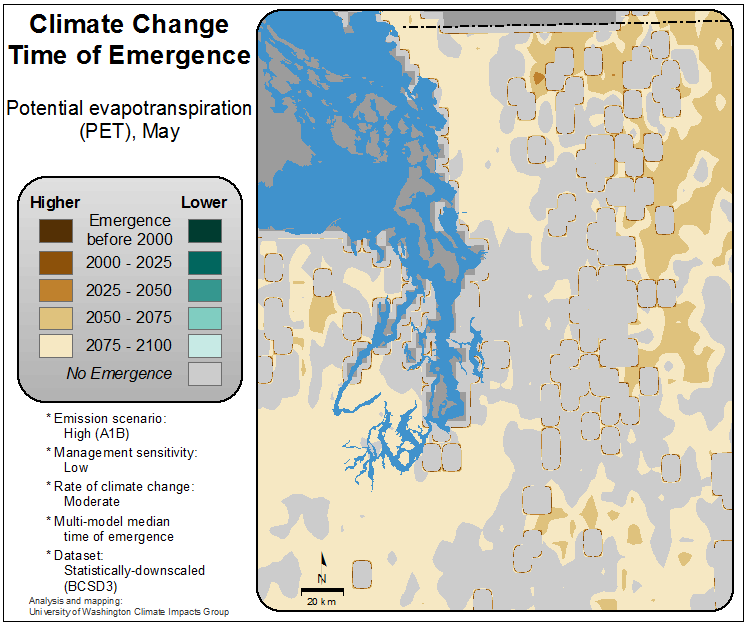 Climate Change
Time of Emergence
Potential evapotranspiration
(PET), May
Higher
Lower
Emergence
before 2000
2000 - 2025
2025 - 2050
2050 - 2075
2075 - 2100
No Emergence
* Emission scenario:
High (A1B)
* Management sensitivity:
Low
* Rate of climate change:
Moderate
* Multi-model median
time of emergence
* Dataset:
Statistically-downscaled
(BCSD3)
Analysis and mapping:
University of Washington Climate Impacts Group
N
20 km